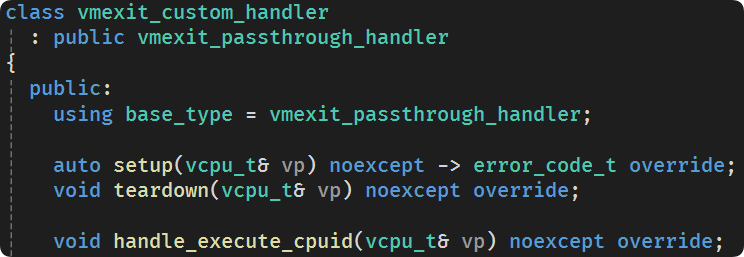 class vmexit_custom_handler
  : public vmexit_passthrough_handler
{
  public:
    using base_type = vmexit_passthrough_handler;

    auto setup(vcpu_t& vp) noexcept -> error_code_t override;
    void teardown(vcpu_t& vp) noexcept override;

    void handle_execute_cpuid(vcpu_t& vp) noexcept override;